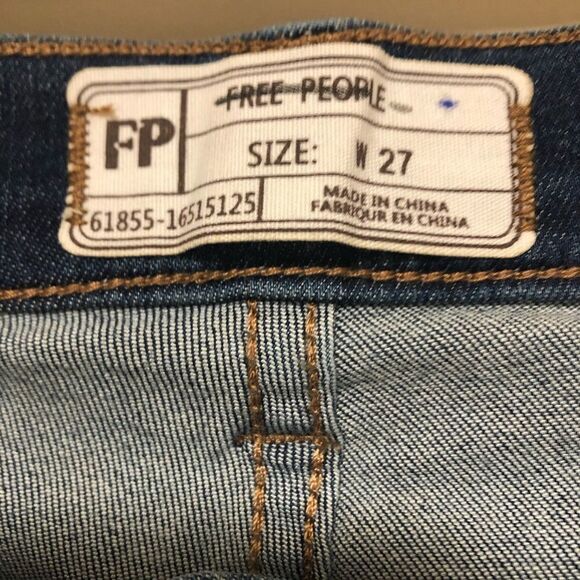 FREE PEOPLE
FP
SIZE: W 27
61855-16515125
MADE IN CHINA
FABRIQUR EN CHINA